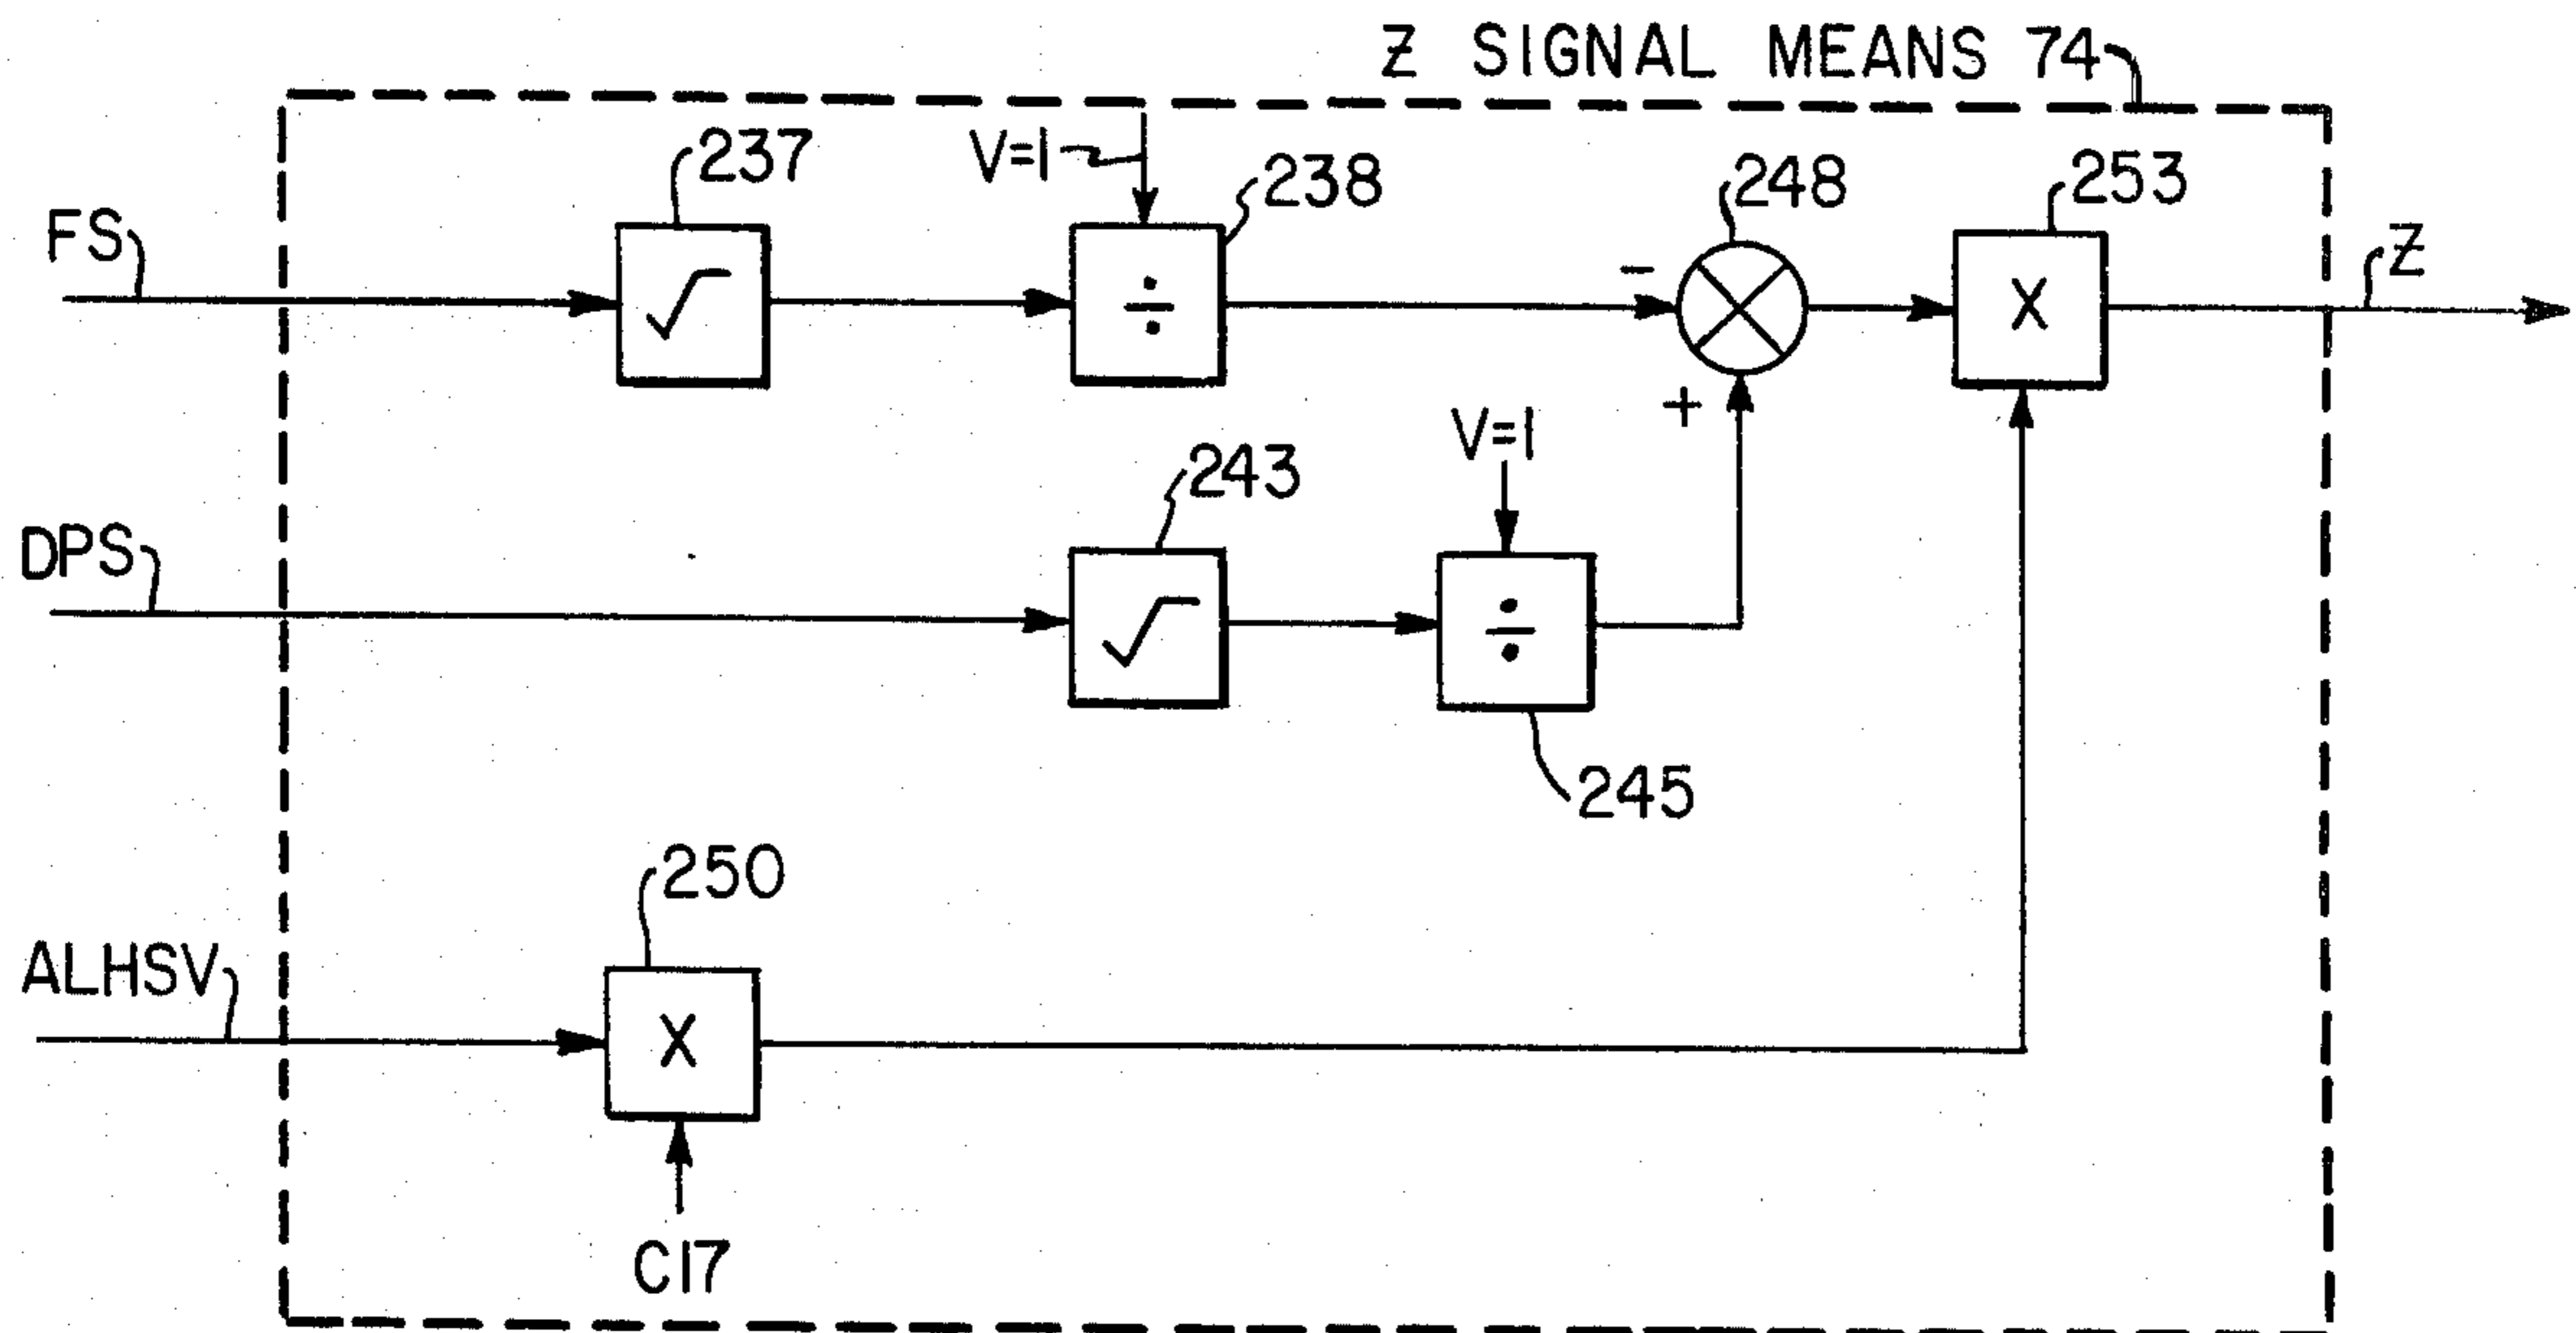 Z SIGNAL MEANS 74
237
V=1
238
248
253
FS
Z
-
÷
X
+
V=1
243
DPS
÷
245
250
ALHSV
X
C17